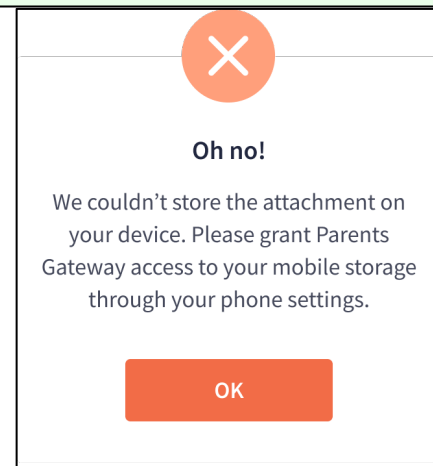 Oh no!
We couldn’t store the attachment on
your device. Please grant Parents
Gateway access to your mobile storage
through your phone settings.
OK